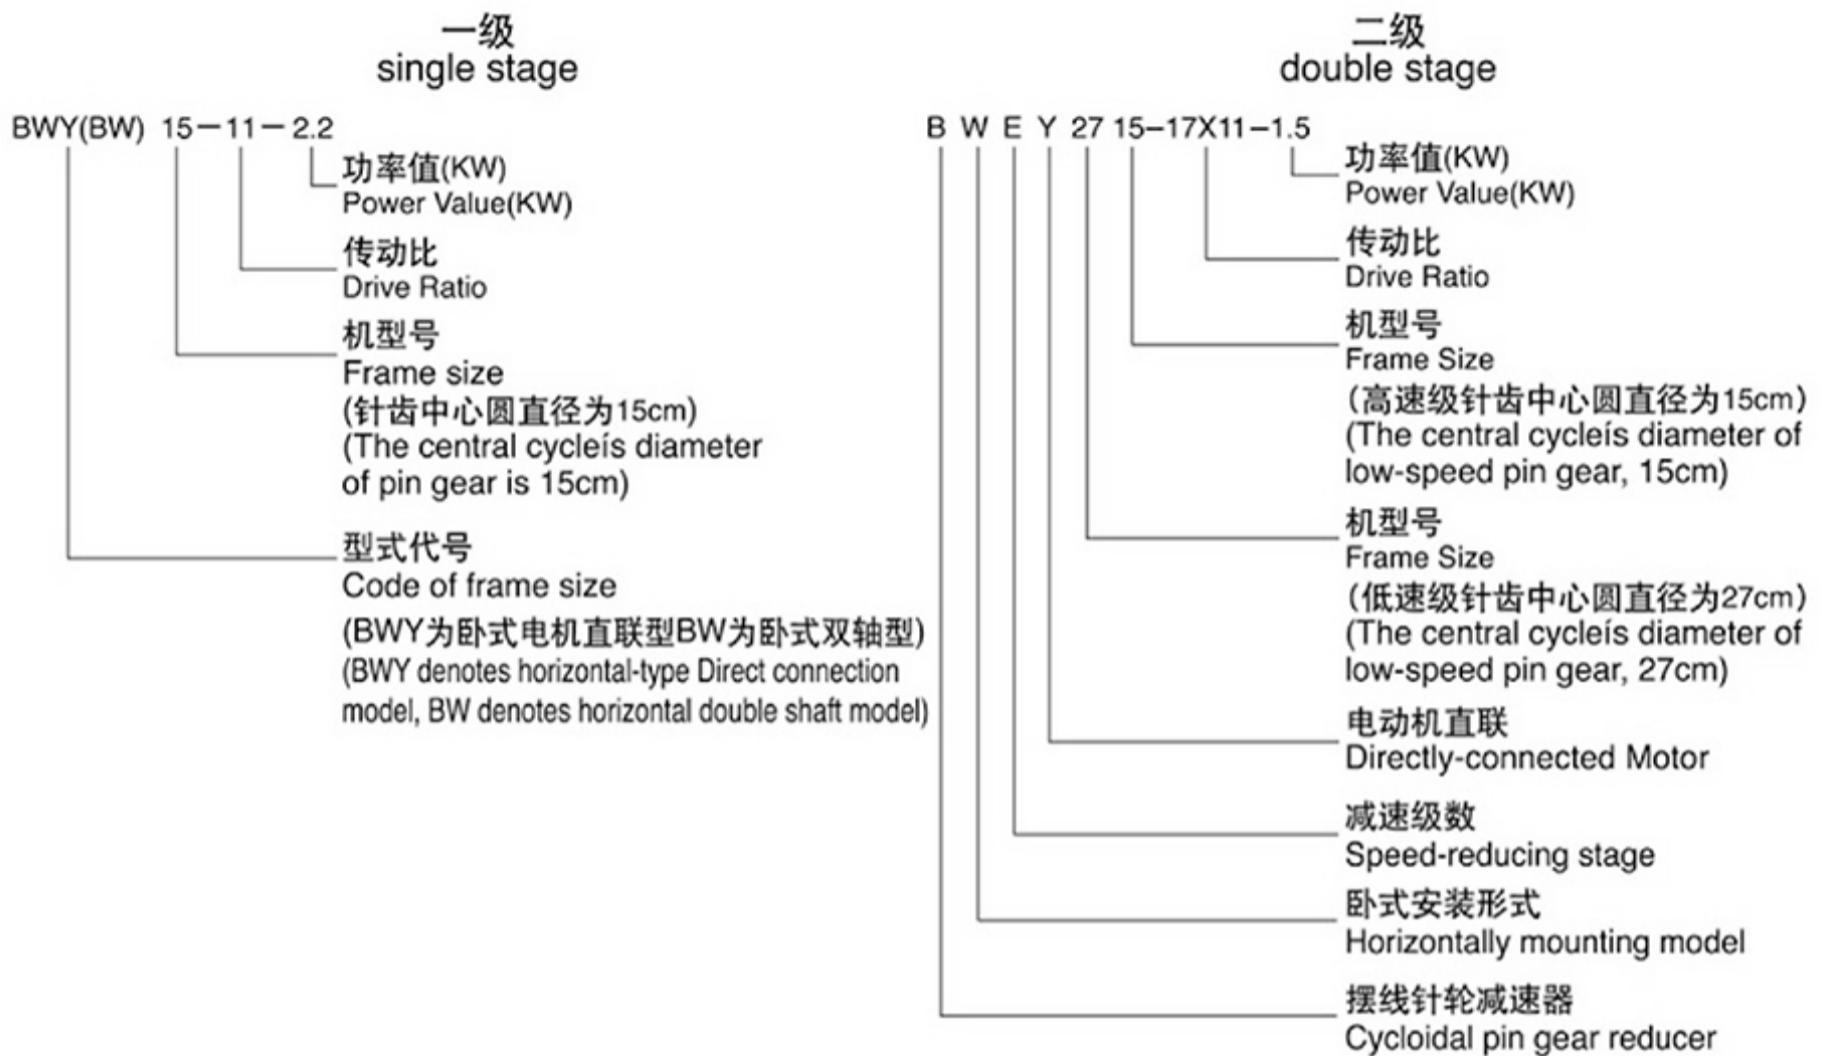 一级
single stage
BWY(BW) 15－11－2.2
功率值(KW)
Power Value(KW)
传动比
Drive Ratio
机型号
Frame size
(针齿中心圆直径为15cm)
(The central cycleís diameter
of pin gear is 15cm)
型式代号
Code of frame size
(BWY为卧式电机直联型BW为卧式双轴型)
(BWY denotes horizontal-type Direct connection
model, BW denotes horizontal double shaft model)
二级
double stage
B W E Y 27 15–17X11–1.5
功率值(KW)
Power Value(KW)
传动比
Drive Ratio
机型号
Frame Size
(高速级针齿中心圆直径为15cm)
(The central cycleís diameter of
low-speed pin gear, 15cm)
机型号
Frame Size
(低速级针齿中心圆直径为27cm)
(The central cycleís diameter of
low-speed pin gear, 27cm)
电动机直联
Directly-connected Motor
减速级数
Speed-reducing stage
卧式安装形式
Horizontally mounting model
摆线针轮减速器
Cycloidal pin gear reducer